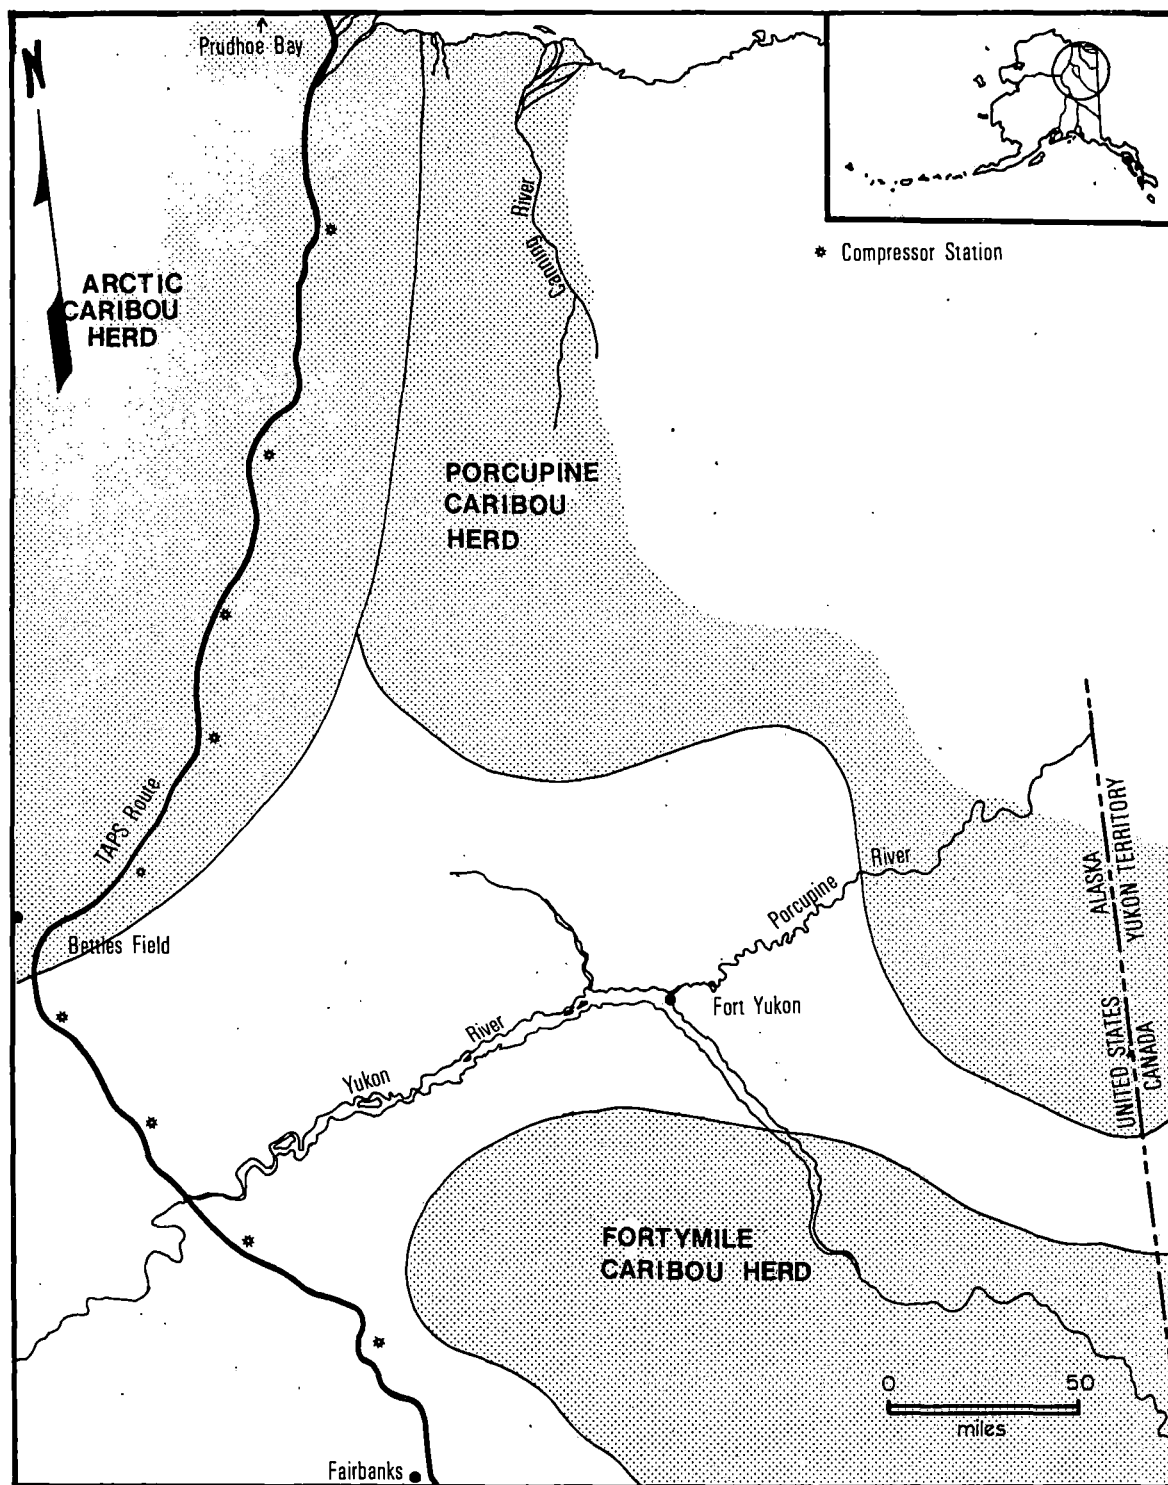 Prudhoe Bay
N
Compressor Station
River
Canning
ARCTIC
CARIBOU
HERD
PORCUPINE
CARIBOU
HERD
TAPS Route
ALASKA
YUKON TERRITORY
River
Porcupine
Bettles Field
Fort Yukon
River
Yukon
UNITED STATES
CANADA
FORTYMILE
CARIBOU HERD
0 50
miles
Fairbanks